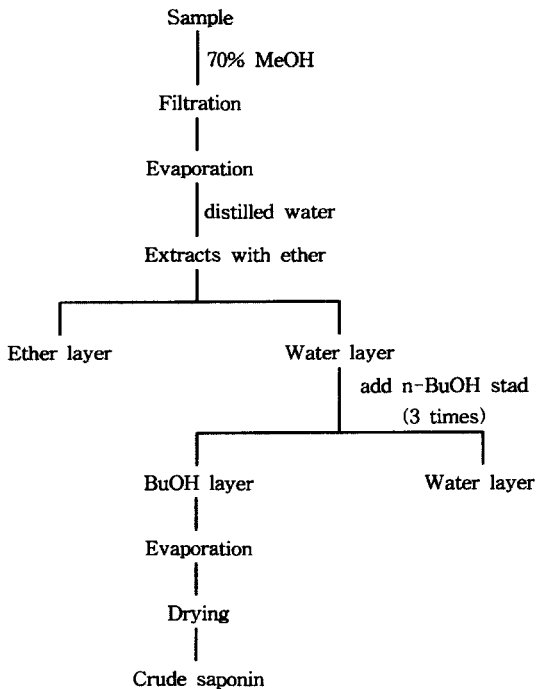 Sample
70% MeOH
Filtration
Evaporation
distilled water
Extracts with ether
Ether layer
Water layer
add n-BuOH stad
(3 times)
BuOH layer
Water layer
Evaporation
Drying
Crude saponin